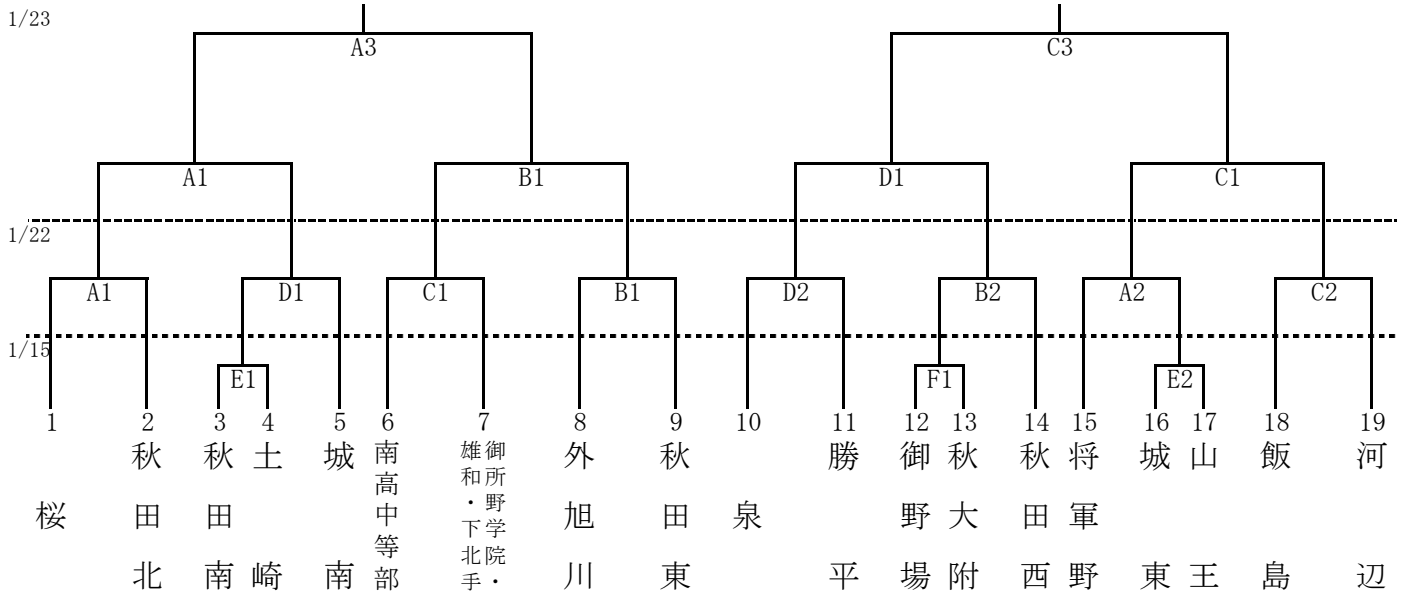 1/23
A3 C3
A1 B1 D1 C1
1/22
A1 D1 C1 B1 D2 B2 A2 C2
1/15
E1 F1 E2
1 2 3 4 5 6 7 8 9 10 11 12 13 14 15 16 17 18 19
桜
秋田北
秋田南
土崎
城南
南高中等部
御所野学院・
雄和・下北手
外旭川
秋田東
泉
勝平
御野場
秋大附
秋田西
将軍野
城東
山王
飯島
河辺